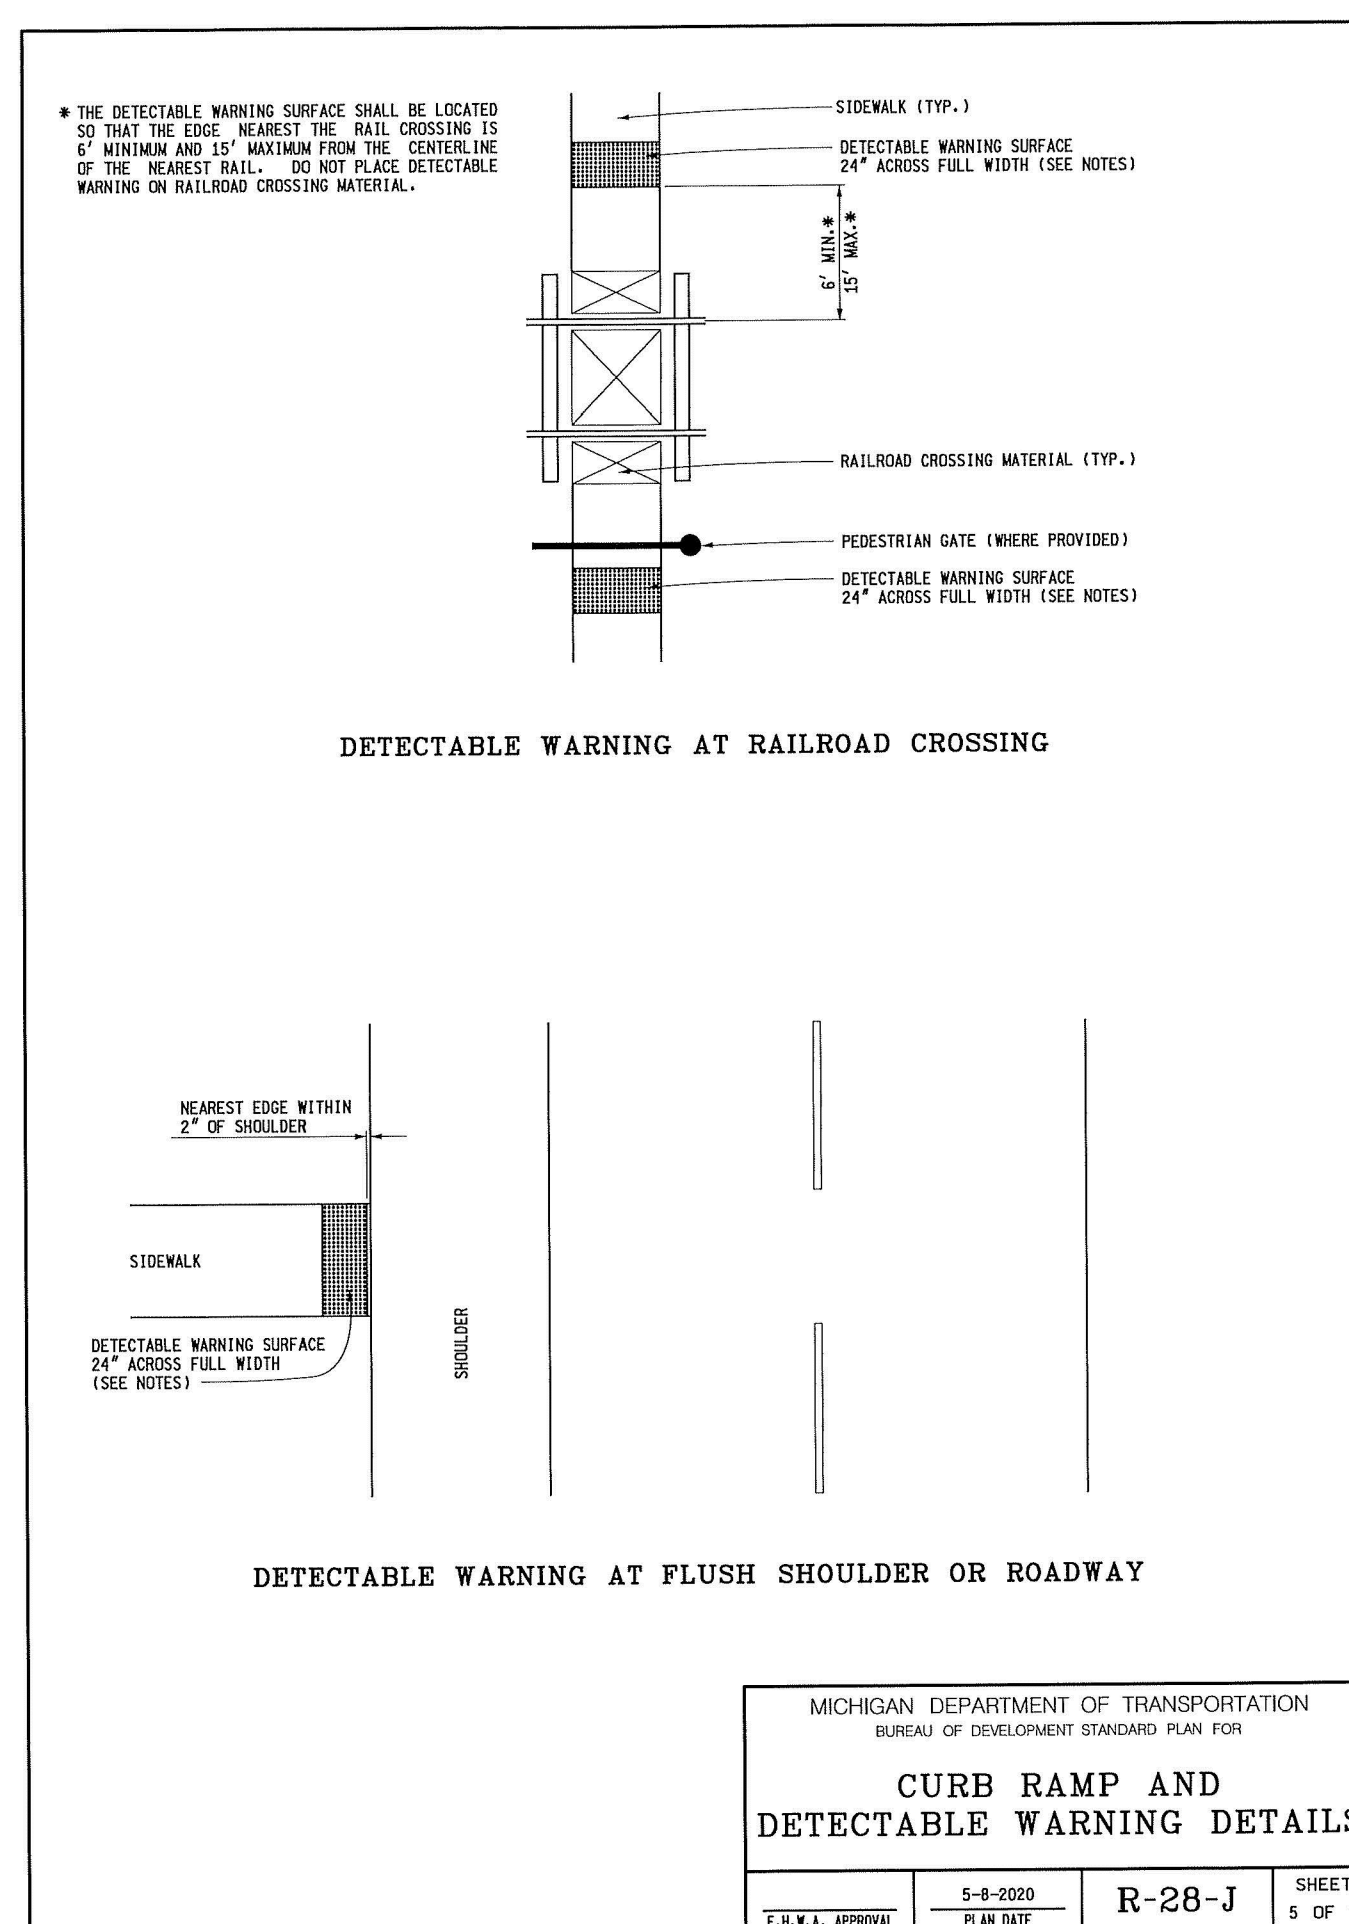 * THE DETECTABLE WARNING SURFACE SHALL BE LOCATED
SO THAT THE EDGE NEAREST THE RAIL CROSSING IS
6' MINIMUM AND 15' MAXIMUM FROM THE CENTERLINE
OF THE NEAREST RAIL. DO NOT PLACE DETECTABLE
WARNING ON RAILROAD CROSSING MATERIAL.
SIDEWALK (TYP.)
DETECTABLE WARNING SURFACE
24" ACROSS FULL WIDTH (SEE NOTES)
6' MIN.*
15' MAX.*
RAILROAD CROSSING MATERIAL (TYP.)
PEDESTRIAN GATE (WHERE PROVIDED)
DETECTABLE WARNING SURFACE
24" ACROSS FULL WIDTH (SEE NOTES)
DETECTABLE WARNING AT RAILROAD CROSSING
NEAREST EDGE WITHIN
2" OF SHOULDER
SIDEWALK
SHOULDER
DETECTABLE WARNING SURFACE
24" ACROSS FULL WIDTH
(SEE NOTES)
DETECTABLE WARNING AT FLUSH SHOULDER OR ROADWAY
MICHIGAN DEPARTMENT OF TRANSPORTATION
BUREAU OF DEVELOPMENT STANDARD PLAN FOR
CURB RAMP AND
DETECTABLE WARNING DETAILS
F.H.W.A. APPROVAL
5-8-2020
PLAN DATE
R-28-J
SHEET
5 OF